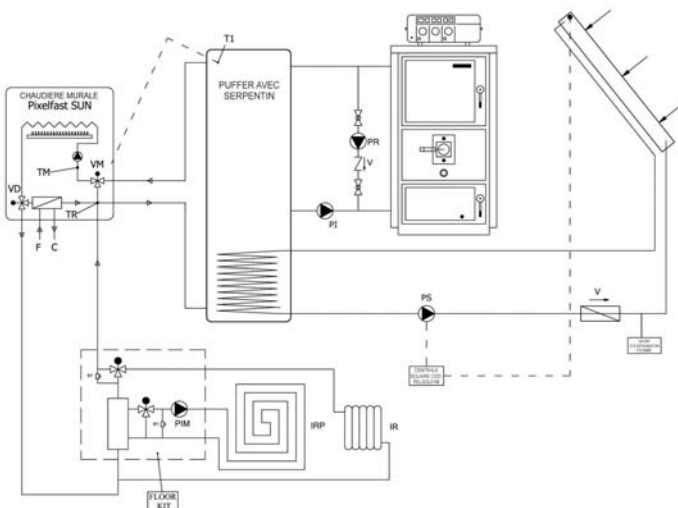 T1
PUFFER AVEC
SERPENTIN
CHAUDIERE MURALE
Pixelfast SUN
TM
VM
VD
TR
F
C
PR
V
PI
PS
V
CENTRALE
PIM
IRP
IR
FLOOR
KIT